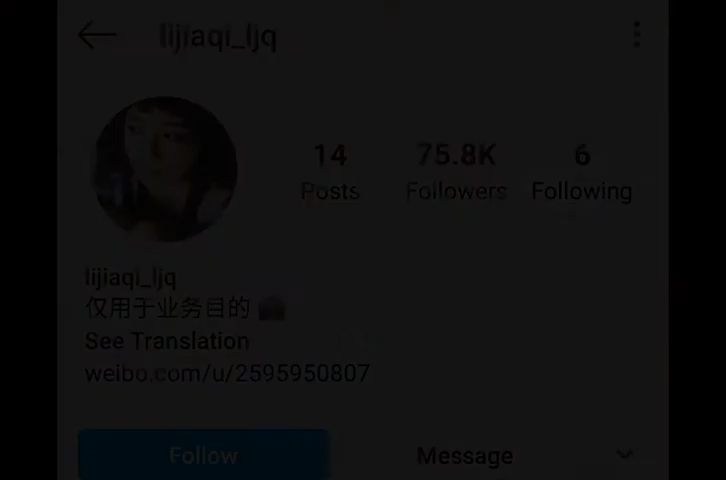 lijiaqi_ljq
14 75.8K 6
Posts Followers Following
lijiaqi_ljq
仅用于业务目的
See Translation
weibo.com/u/2595950807
Follow Message